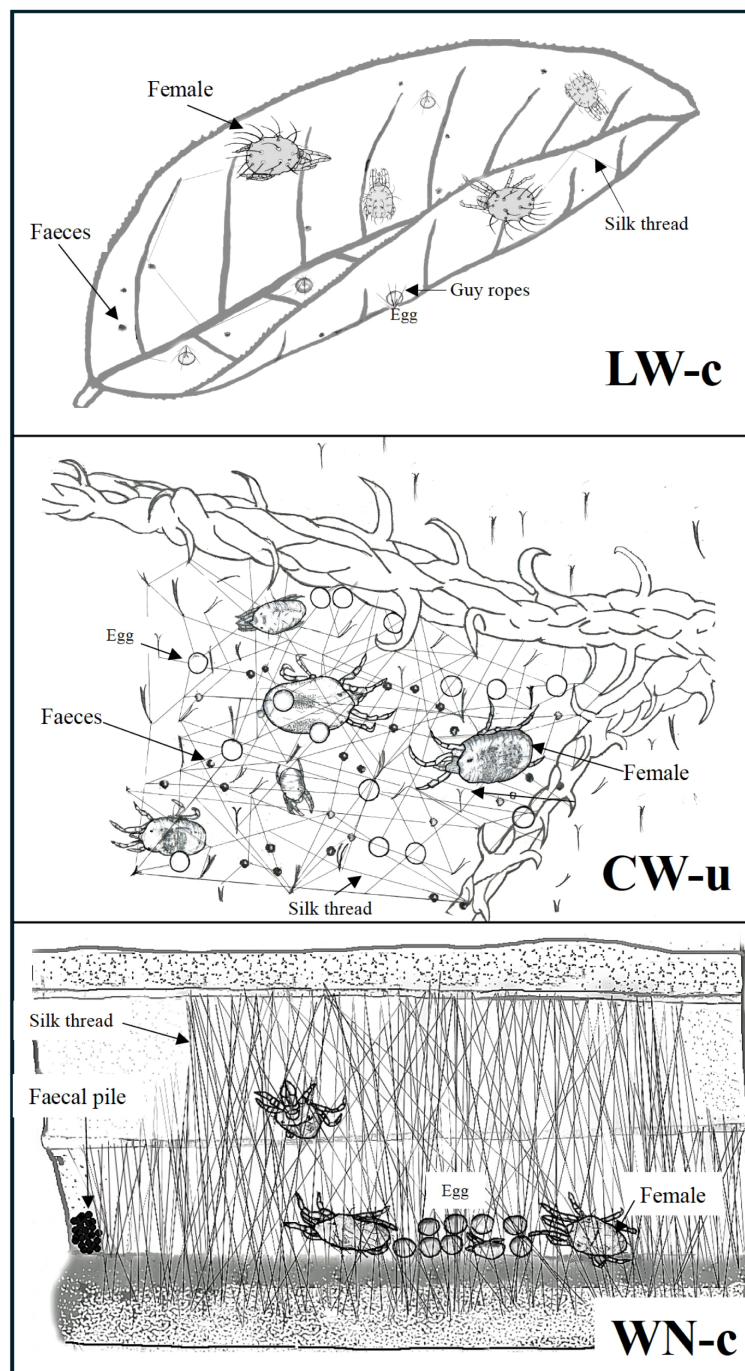 Female
Faeces
Silk thread
Guy ropes
Egg
LW-c
Egg
Faeces
Female
Silk thread
CW-u
Silk thread
Faecal pile
Egg
Female
WN-c